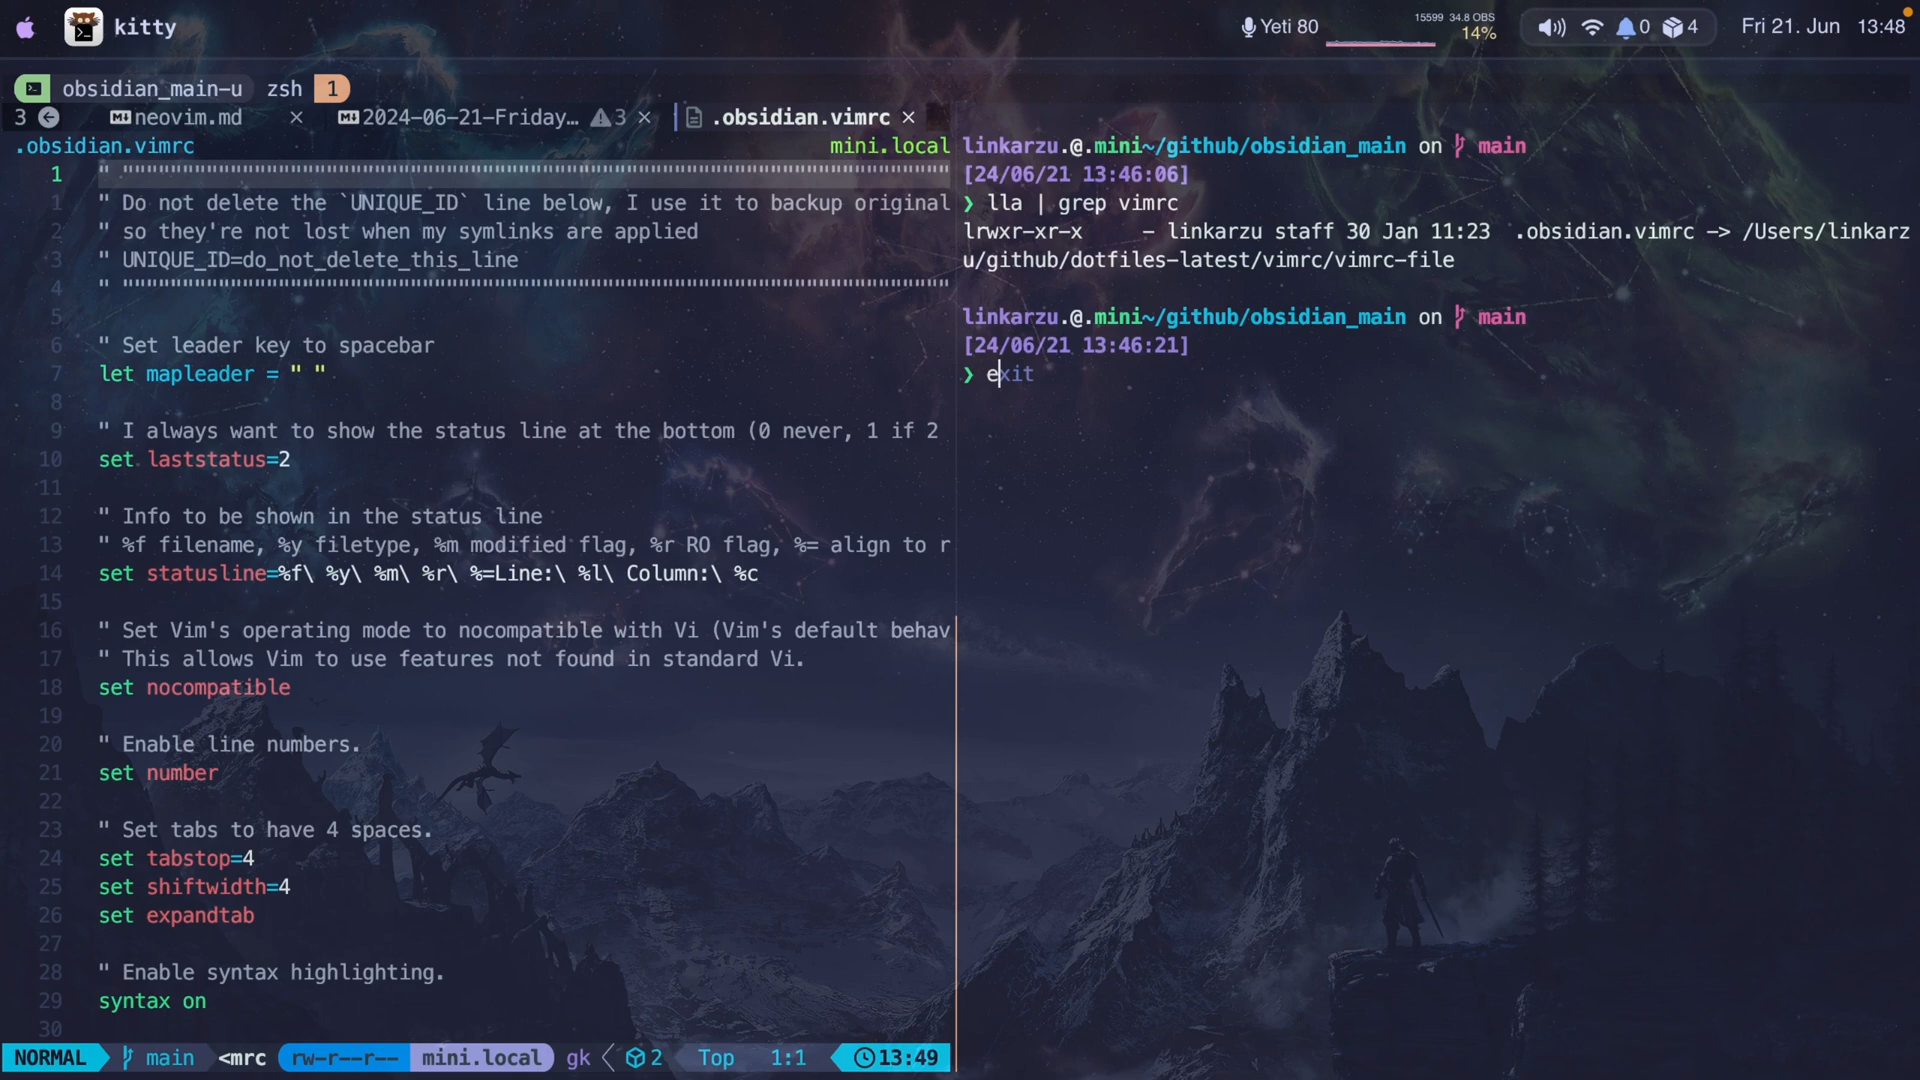 kitty
Yeti 80
15599 34.8 OBS
14%
0
4
Fri 21. Jun 13:48
obsidian_main-u zsh 1
3 neovim.md × 2024-06-21-Friday… 3 × .obsidian.vimrc ×
.obsidian.vimrc mini.local
1 " """"""""""""""""""""""""""""""""""""""""""""""""""""""""""""""""""""""
1 " Do not delete the `UNIQUE_ID` line below, I use it to backup original
2 " so they're not lost when my symlinks are applied
3 " UNIQUE_ID=do_not_delete_this_line
4 " """"""""""""""""""""""""""""""""""""""""""""""""""""""""""""""""""""""
5
6 " Set leader key to spacebar
7 let mapleader = " "
8
9 " I always want to show the status line at the bottom (0 never, 1 if 2
10 set laststatus=2
11
12 " Info to be shown in the status line
13 " %f filename, %y filetype, %m modified flag, %r RO flag, %= align to r
14 set statusline=%f\ %y\ %m\ %r\ %=Line:\ %l\ Column:\ %c
15
16 " Set Vim's operating mode to nocompatible with Vi (Vim's default behav
17 " This allows Vim to use features not found in standard Vi.
18 set nocompatible
19
20 " Enable line numbers.
21 set number
22
23 " Set tabs to have 4 spaces.
24 set tabstop=4
25 set shiftwidth=4
26 set expandtab
27
28 " Enable syntax highlighting.
29 syntax on
30
NORMAL main <mrc rw-r--r-- mini.local gk 2 Top 1:1 13:49
linkarzu.@.mini~/github/obsidian_main on main
[24/06/21 13:46:06]
❯ lla | grep vimrc
lrwxr-xr-x - linkarzu staff 30 Jan 11:23 .obsidian.vimrc -> /Users/linkarz
u/github/dotfiles-latest/vimrc/vimrc-file
linkarzu.@.mini~/github/obsidian_main on main
[24/06/21 13:46:21]
❯ exit